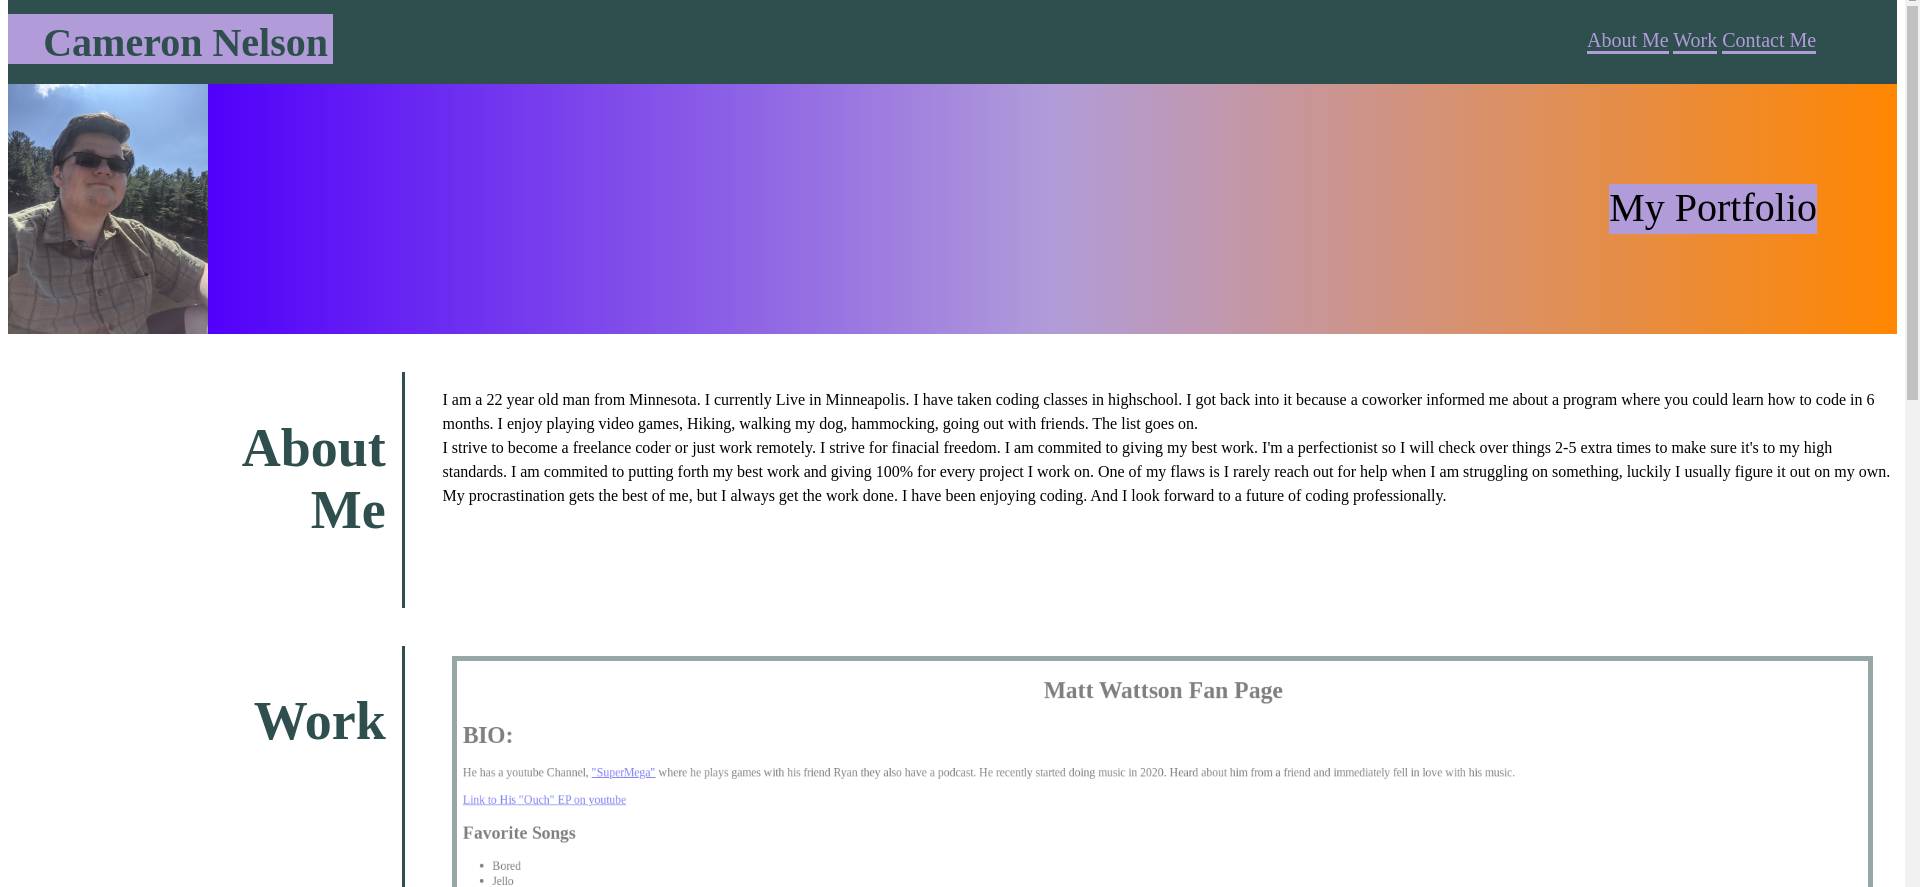 Cameron Nelson
About Me Work Contact Me
My Portfolio
About
Me
I am a 22 year old man from Minnesota. I currently Live in Minneapolis. I have taken coding classes in highschool. I got back into it because a coworker informed me about a program where you could learn how to code in 6
months. I enjoy playing video games, Hiking, walking my dog, hammocking, going out with friends. The list goes on.
I strive to become a freelance coder or just work remotely. I strive for finacial freedom. I am commited to giving my best work. I'm a perfectionist so I will check over things 2-5 extra times to make sure it's to my high
standards. I am commited to putting forth my best work and giving 100% for every project I work on. One of my flaws is I rarely reach out for help when I am struggling on something, luckily I usually figure it out on my own.
My procrastination gets the best of me, but I always get the work done. I have been enjoying coding. And I look forward to a future of coding professionally.
Work
Matt Wattson Fan Page
BIO:
He has a youtube Channel, "SuperMega" where he plays games with his friend Ryan they also have a podcast. He recently started doing music in 2020. Heard about him from a friend and immediately fell in love with his music.
Link to His "Ouch" EP on youtube
Favorite Songs
• Bored
• Jello